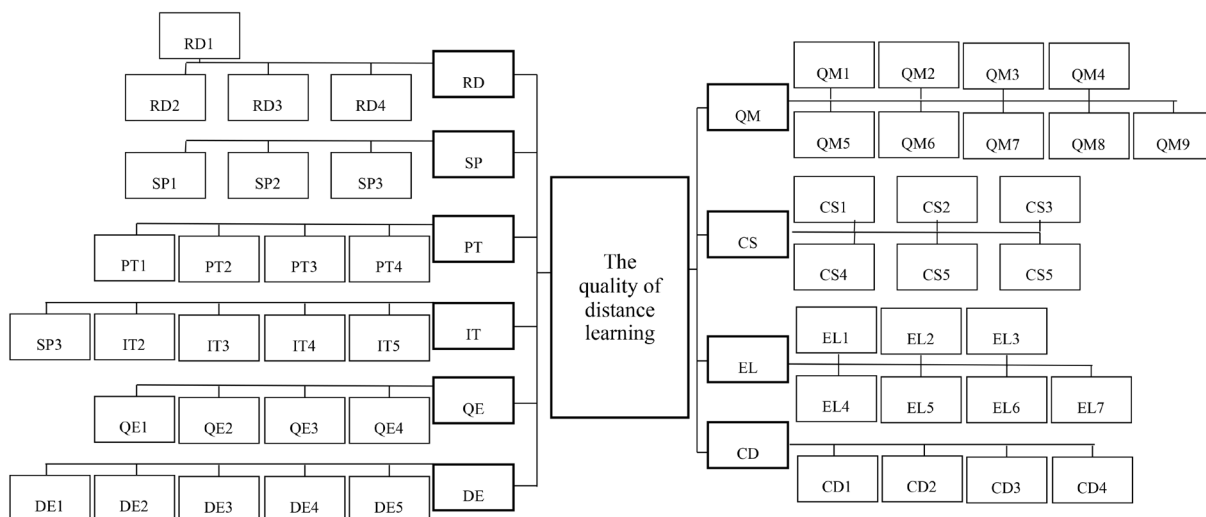 RD1
RD
RD2 RD3 RD4
SP
SP1 SP2 SP3
PT
PT1 PT2 PT3 PT4
IT
SP3 IT2 IT3 IT4 IT5
QE
QE1 QE2 QE3 QE4
DE
DE1 DE2 DE3 DE4 DE5
The
quality of
distance
learning
QM1 QM2 QM3 QM4
QM
QM5 QM6 QM7 QM8 QM9
CS1 CS2 CS3
CS
CS4 CS5 CS5
EL1 EL2 EL3
EL
EL4 EL5 EL6 EL7
CD
CD1 CD2 CD3 CD4